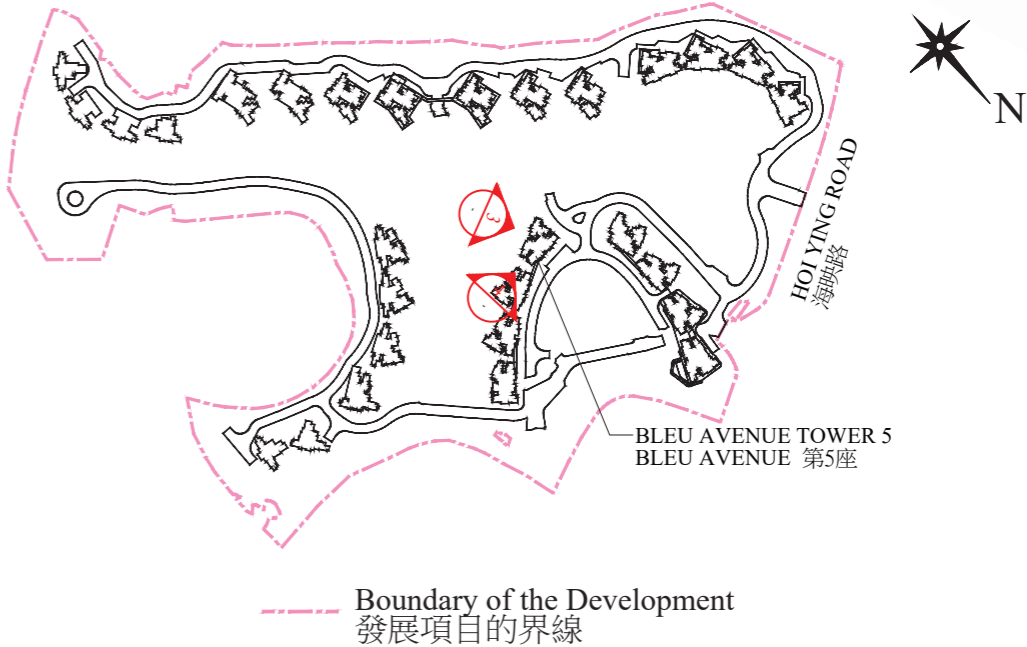 N
HOI YING ROAD
海映路
3
BLEU AVENUE TOWER 5
BLEU AVENUE 第5座
Boundary of the Development
發展項目的界線